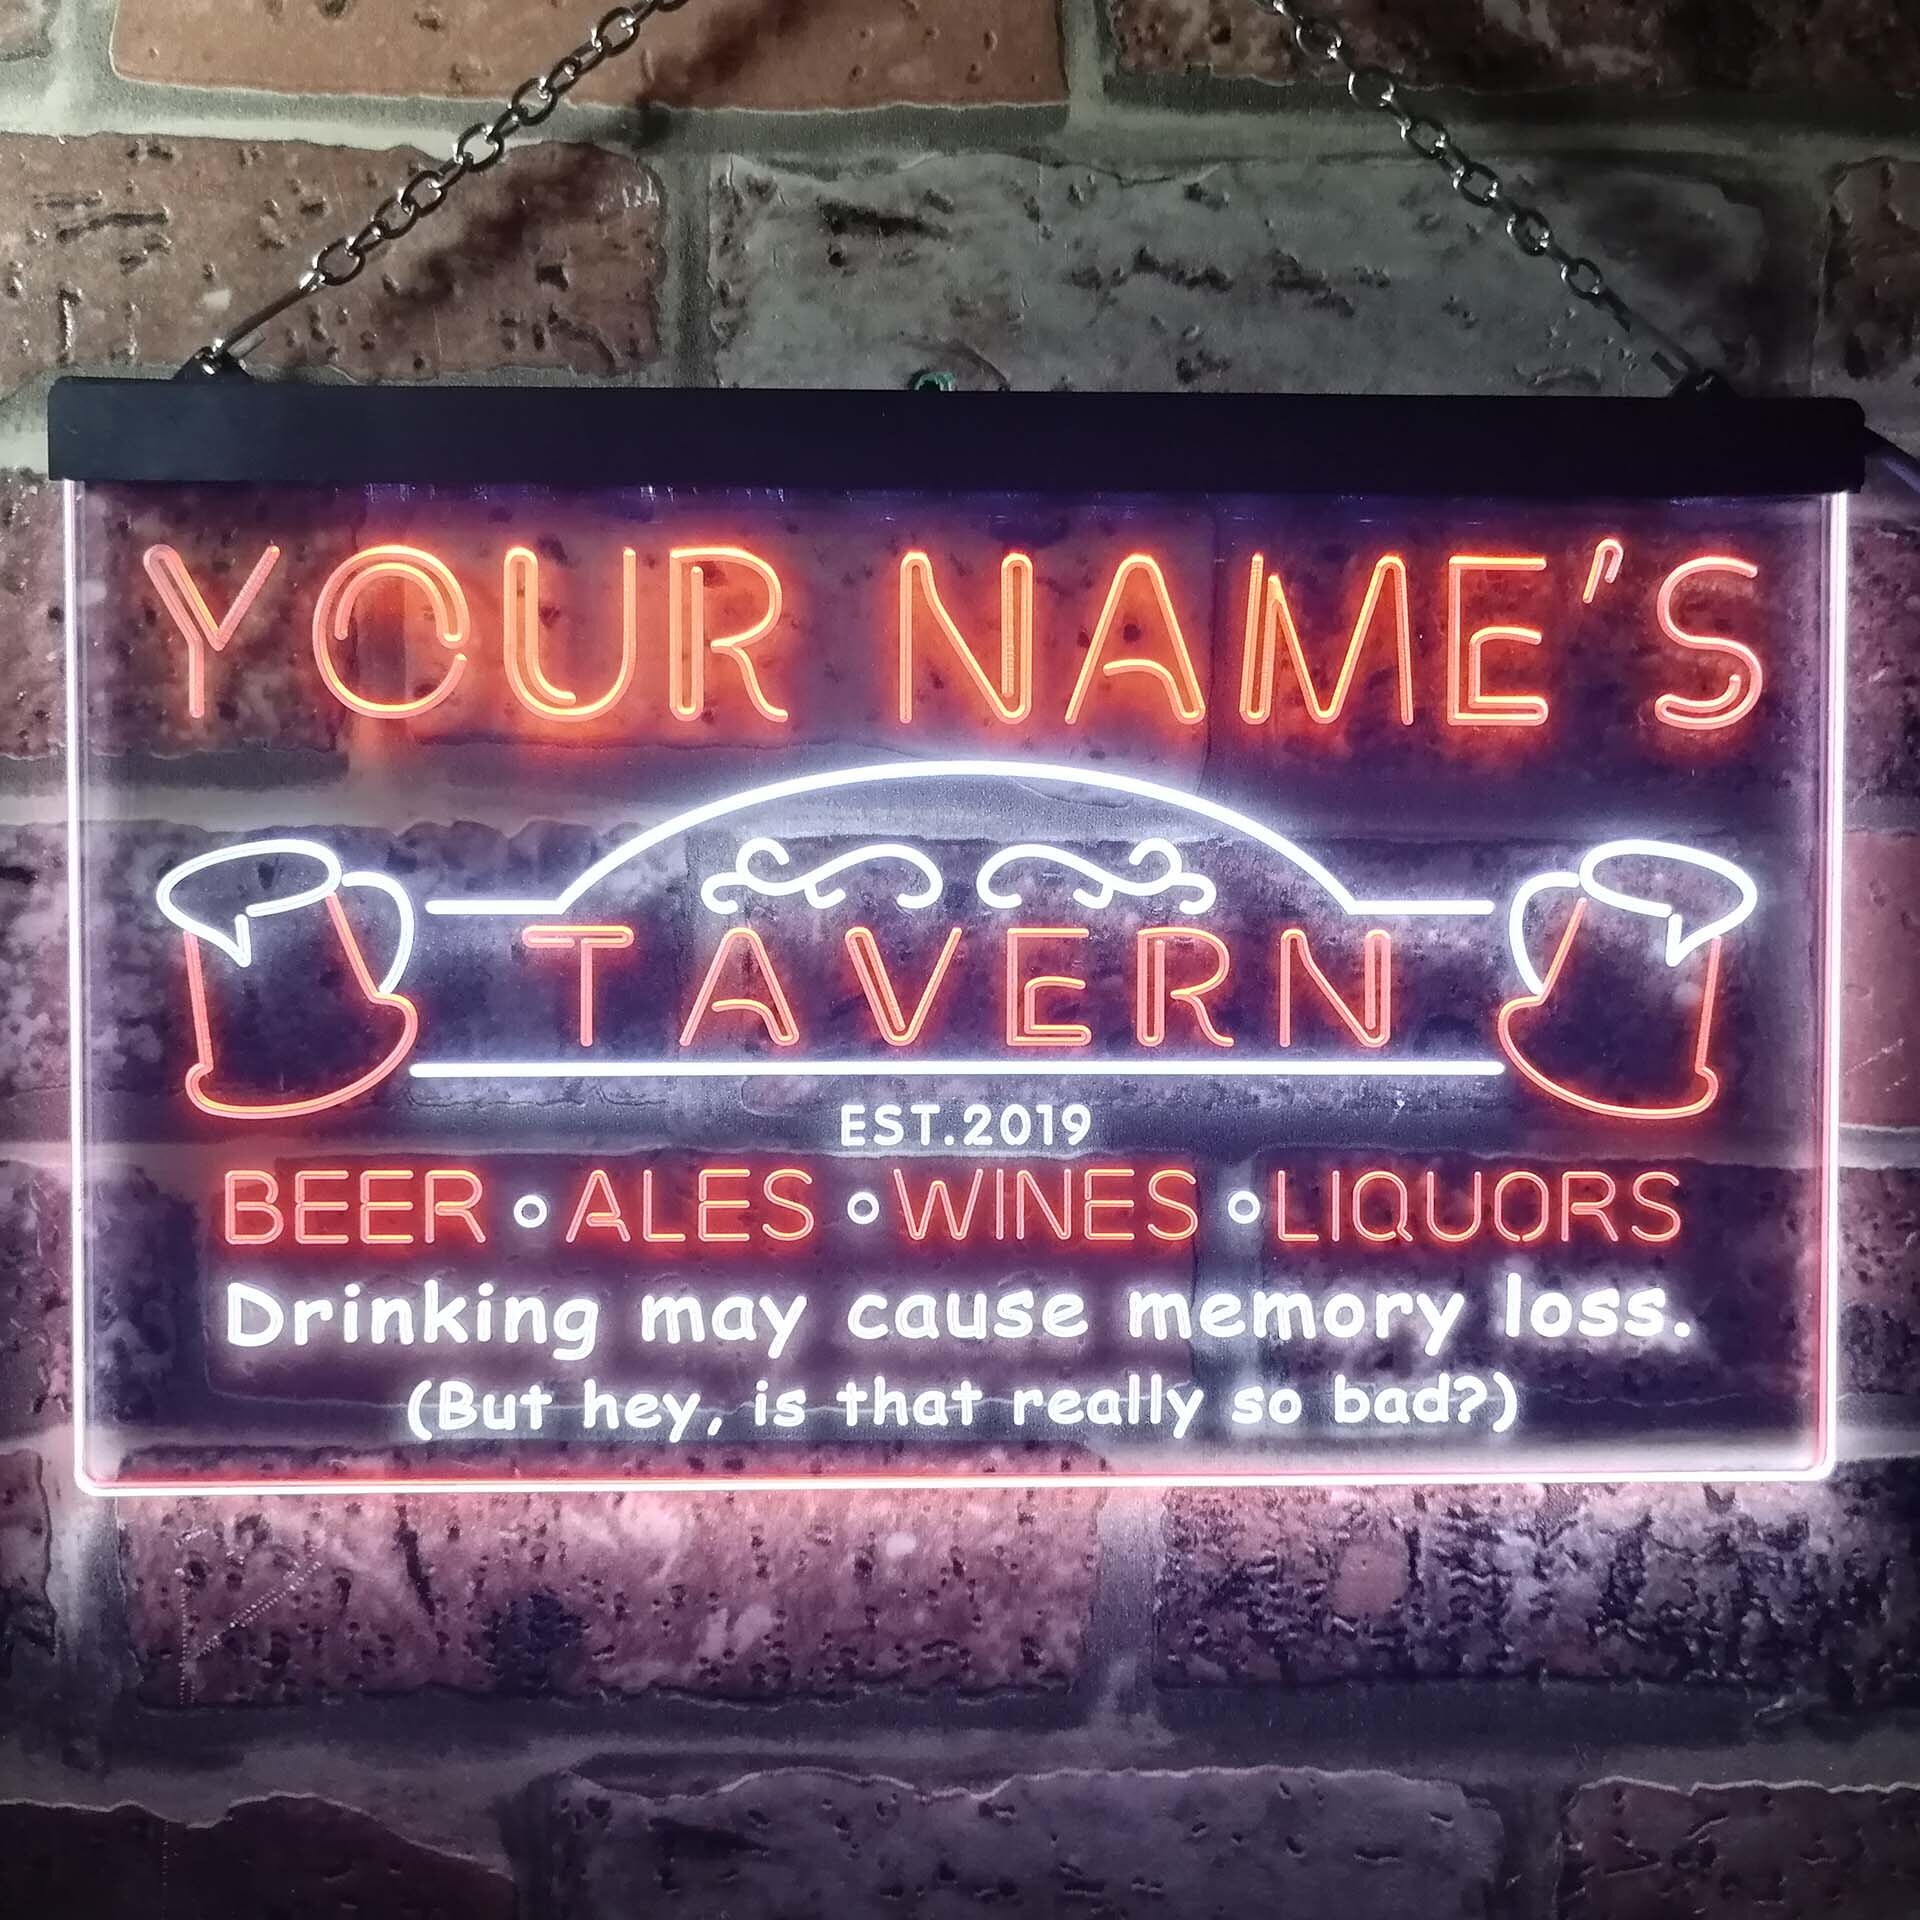 YOUR NAME'S
TAVERN
EST.2019
BEER • ALES • WINES • LIQUORS
Drinking may cause memory loss.
(But hey, is that really so bad?)